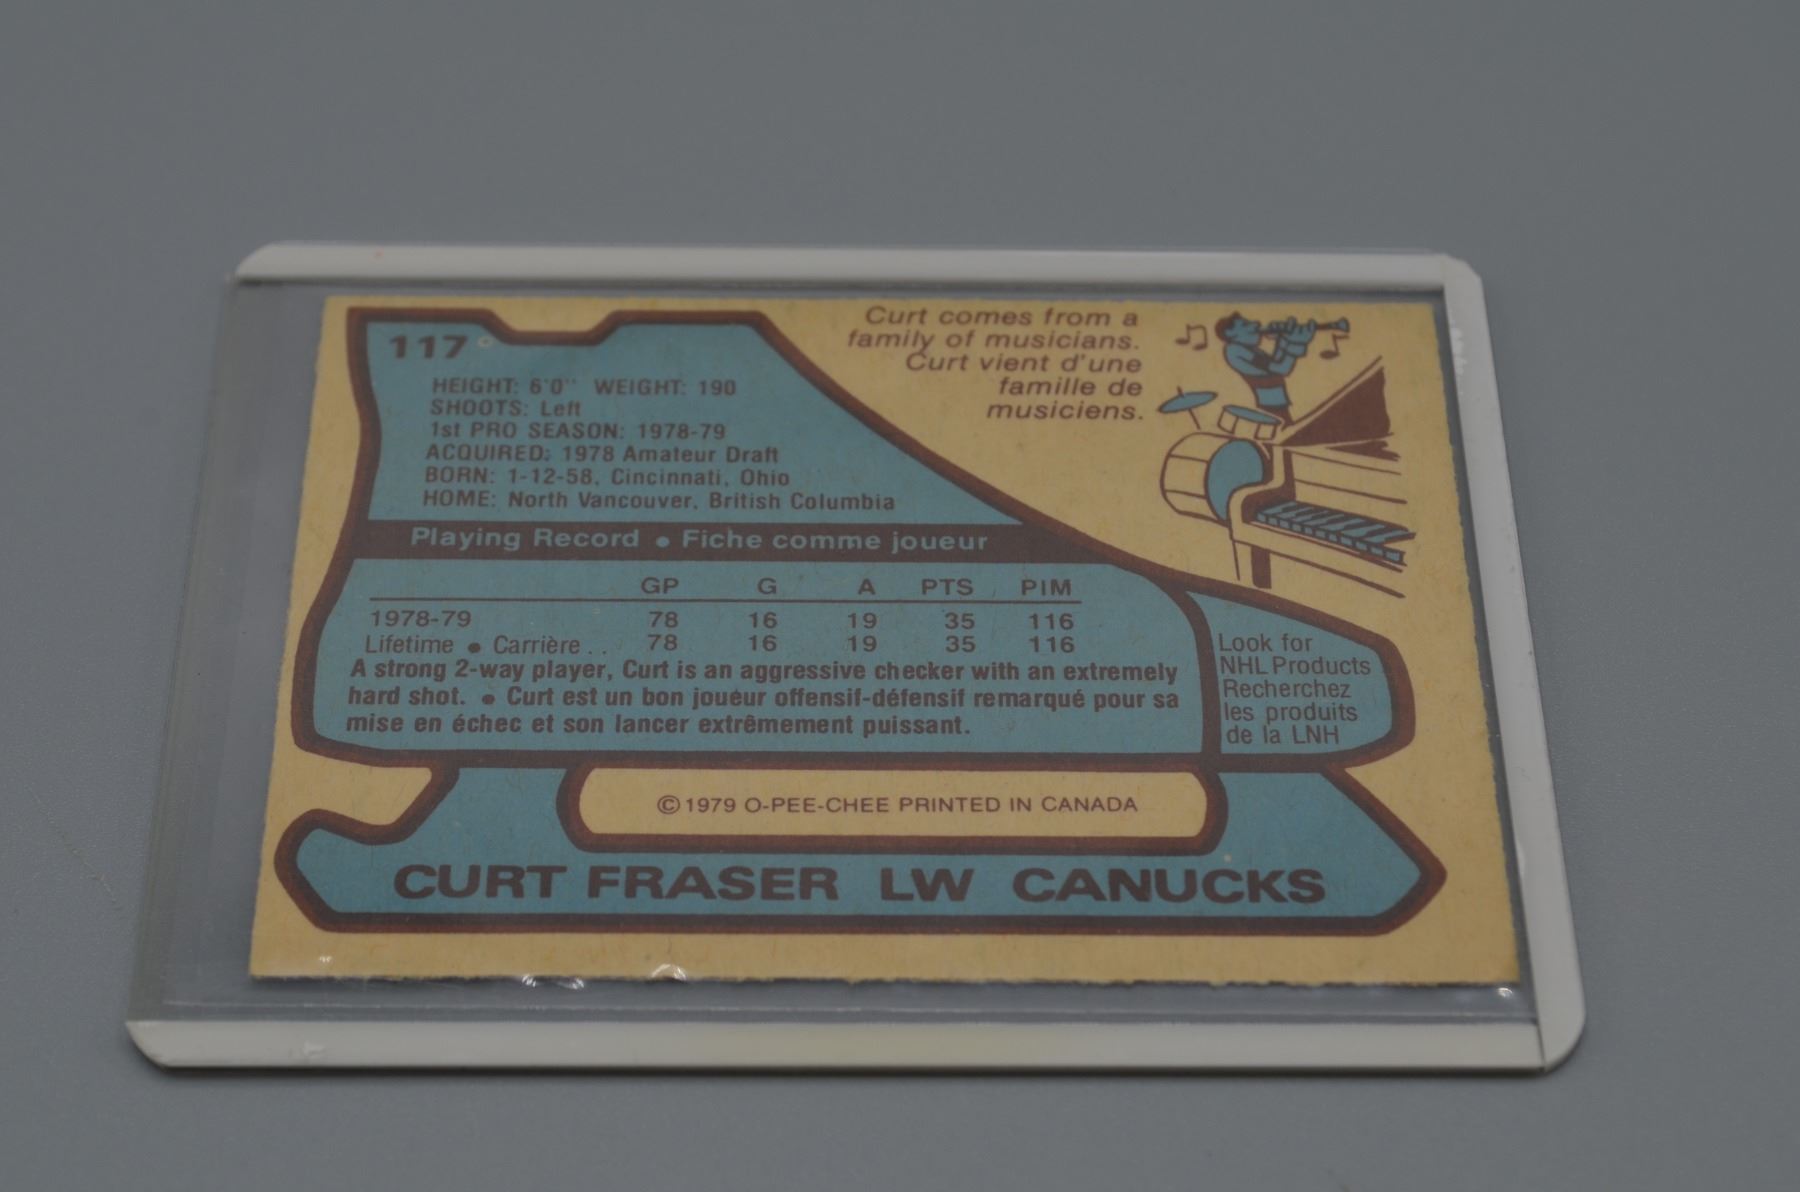 117
Curt comes from a
family of musicians.
Curt vient d'une
famille de
musiciens.
HEIGHT: 6'0" WEIGHT: 190
SHOOTS: Left
1st PRO SEASON: 1978-79
ACQUIRED: 1978 Amateur Draft
BORN: 1-12-58, Cincinnati, Ohio
HOME: North Vancouver, British Columbia
Playing Record • Fiche comme joueur
GP G A PTS PIM
1978-79 78 16 19 35 116
Lifetime • Carrière .. 78 16 19 35 116
A strong 2-way player, Curt is an aggressive checker with an extremely
hard shot. • Curt est un bon joueur offensif-défensif remarqué pour sa
mise en échec et son lancer extrêmement puissant.
Look for
NHL Products
Recherchez
les produits
de la LNH
© 1979 O-PEE-CHEE PRINTED IN CANADA
CURT FRASER LW CANUCKS